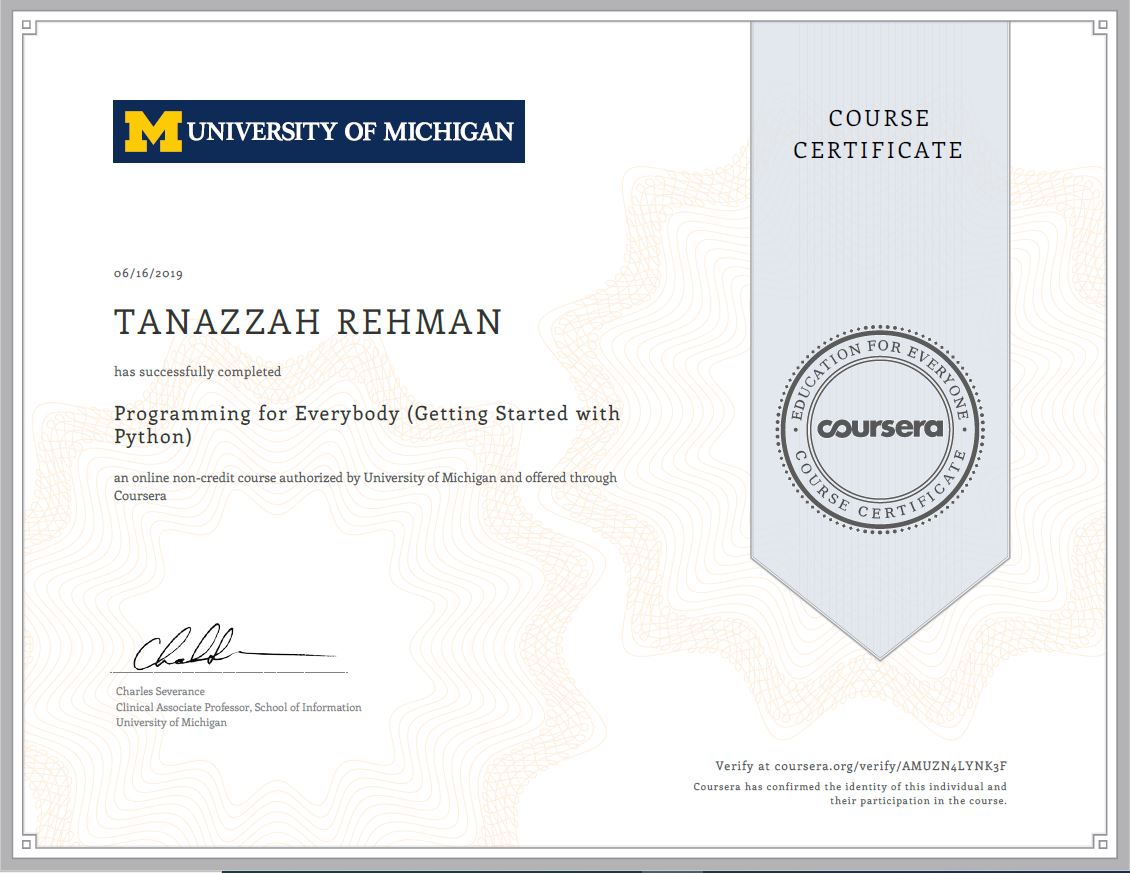 M UNIVERSITY OF MICHIGAN
COURSE
CERTIFICATE
06/16/2019
TANAZZAH REHMAN
has successfully completed
Programming for Everybody (Getting Started with
Python)
an online non-credit course authorized by University of Michigan and offered through
Coursera
EDUCATION FOR EVERYONE
coursera
COURSE CERTIFICATE
Charles Severance
Clinical Associate Professor, School of Information
University of Michigan
Verify at coursera.org/verify/AMUZN4LYNK3F
Coursera has confirmed the identity of this individual and
their participation in the course.